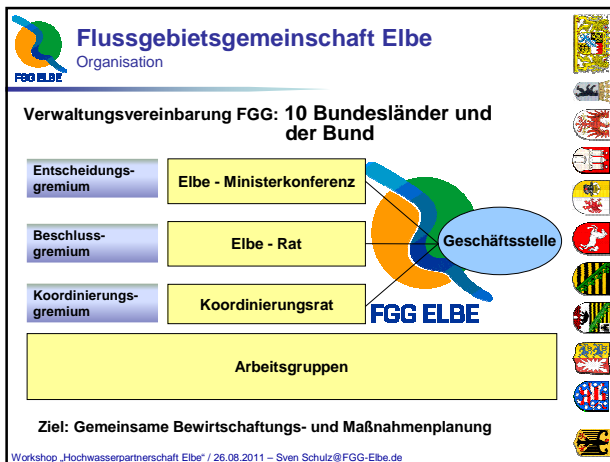 Flussgebietsgemeinschaft Elbe
Organisation
FGG ELBE
Verwaltungsvereinbarung FGG: 10 Bundesländer und
der Bund
Entscheidungs-
gremium
Elbe - Ministerkonferenz
Beschluss-
gremium
Elbe - Rat
Geschäftsstelle
Koordinierungs-
gremium
Koordinierungsrat
FGG ELBE
Arbeitsgruppen
Ziel: Gemeinsame Bewirtschaftungs- und Maßnahmenplanung
Workshop „Hochwasserpartnerschaft Elbe" / 26.08.2011 – Sven Schulz@FGG-Elbe.de